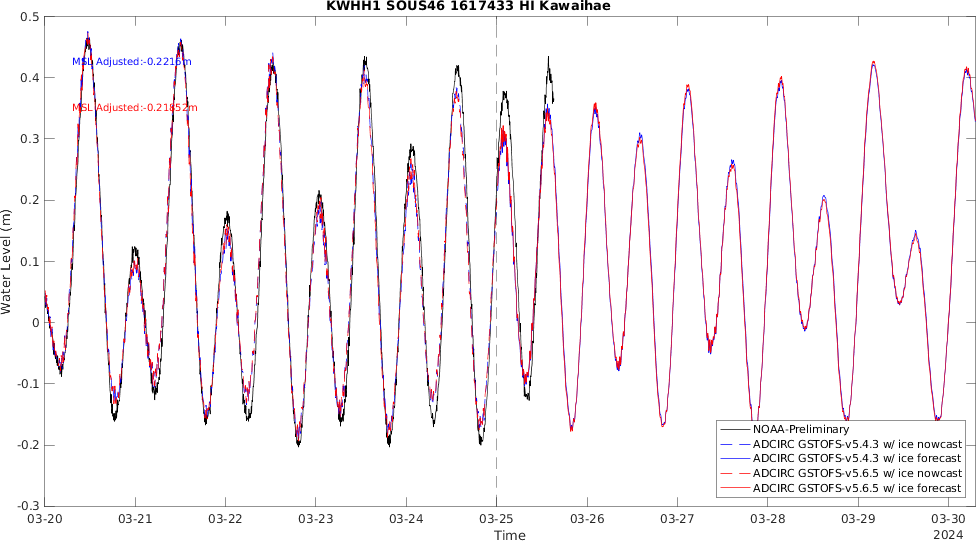 KWHH1 SOUS46 1617433 HI Kawaihae
0.5
0.4
0.3
0.2
0.1
0
-0.1
-0.2
-0.3
Water Level (m)
MSL Adjusted:-0.2216m
MSL Adjusted:-0.21852m
NOAA-Preliminary
ADCIRC GSTOFS-v5.4.3 w/ ice nowcast
ADCIRC GSTOFS-v5.4.3 w/ ice forecast
ADCIRC GSTOFS-v5.6.5 w/ ice nowcast
ADCIRC GSTOFS-v5.6.5 w/ ice forecast
03-20 03-21 03-22 03-23 03-24 03-25 03-26 03-27 03-28 03-29 03-30
Time
2024